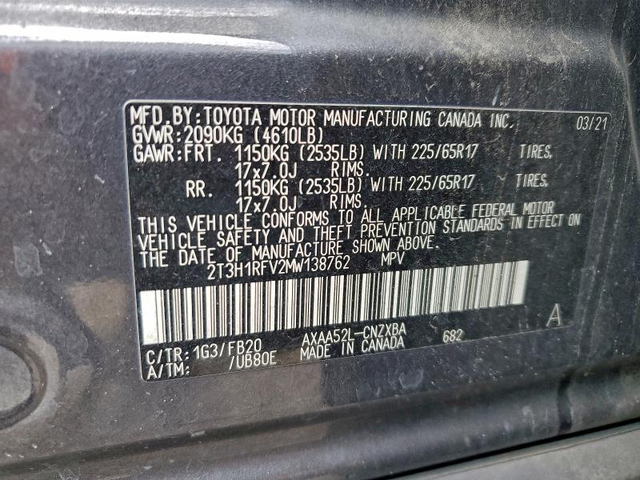 MFD.BY:TOYOTA MOTOR MANUFACTURING CANADA INC. 03/21
GVWR:2090KG (4610LB)
GAWR:FRT. 1150KG (2535LB) WITH 225/65R17 TIRES,
17x7.0J RIMS.
RR. 1150KG (2535LB) WITH 225/65R17 TIRES,
17x7.0J RIMS.
THIS VEHICLE CONFORMS TO ALL APPLICABLE FEDERAL MOTOR
VEHICLE SAFETY AND THEFT PREVENTION STANDARDS IN EFFECT ON
THE DATE OF MANUFACTURE SHOWN ABOVE.
2T3H1RFV2MW138762 MPV
C/TR:1G3/FB20 AXAA52L-CNZXBA 682 A
A/TM: /UB80E MADE IN CANADA